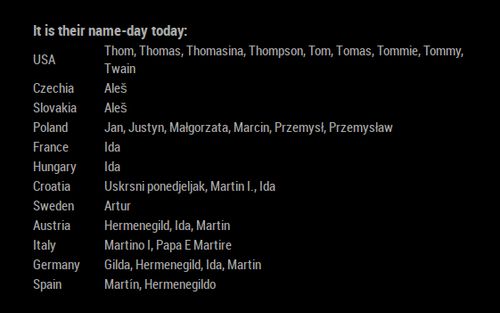 It is their name-day today:
USA Thom, Thomas, Thomasina, Thompson, Tom, Tomas, Tommie, Tommy,
Twain
Czechia Aleš
Slovakia Aleš
Poland Jan, Justyn, Małgorzata, Marcin, Przemysł, Przemysław
France Ida
Hungary Ida
Croatia Uskrsni ponedjeljak, Martin I., Ida
Sweden Artur
Austria Hermenegild, Ida, Martin
Italy Martino I, Papa E Martire
Germany Gilda, Hermenegild, Ida, Martin
Spain Martín, Hermenegildo